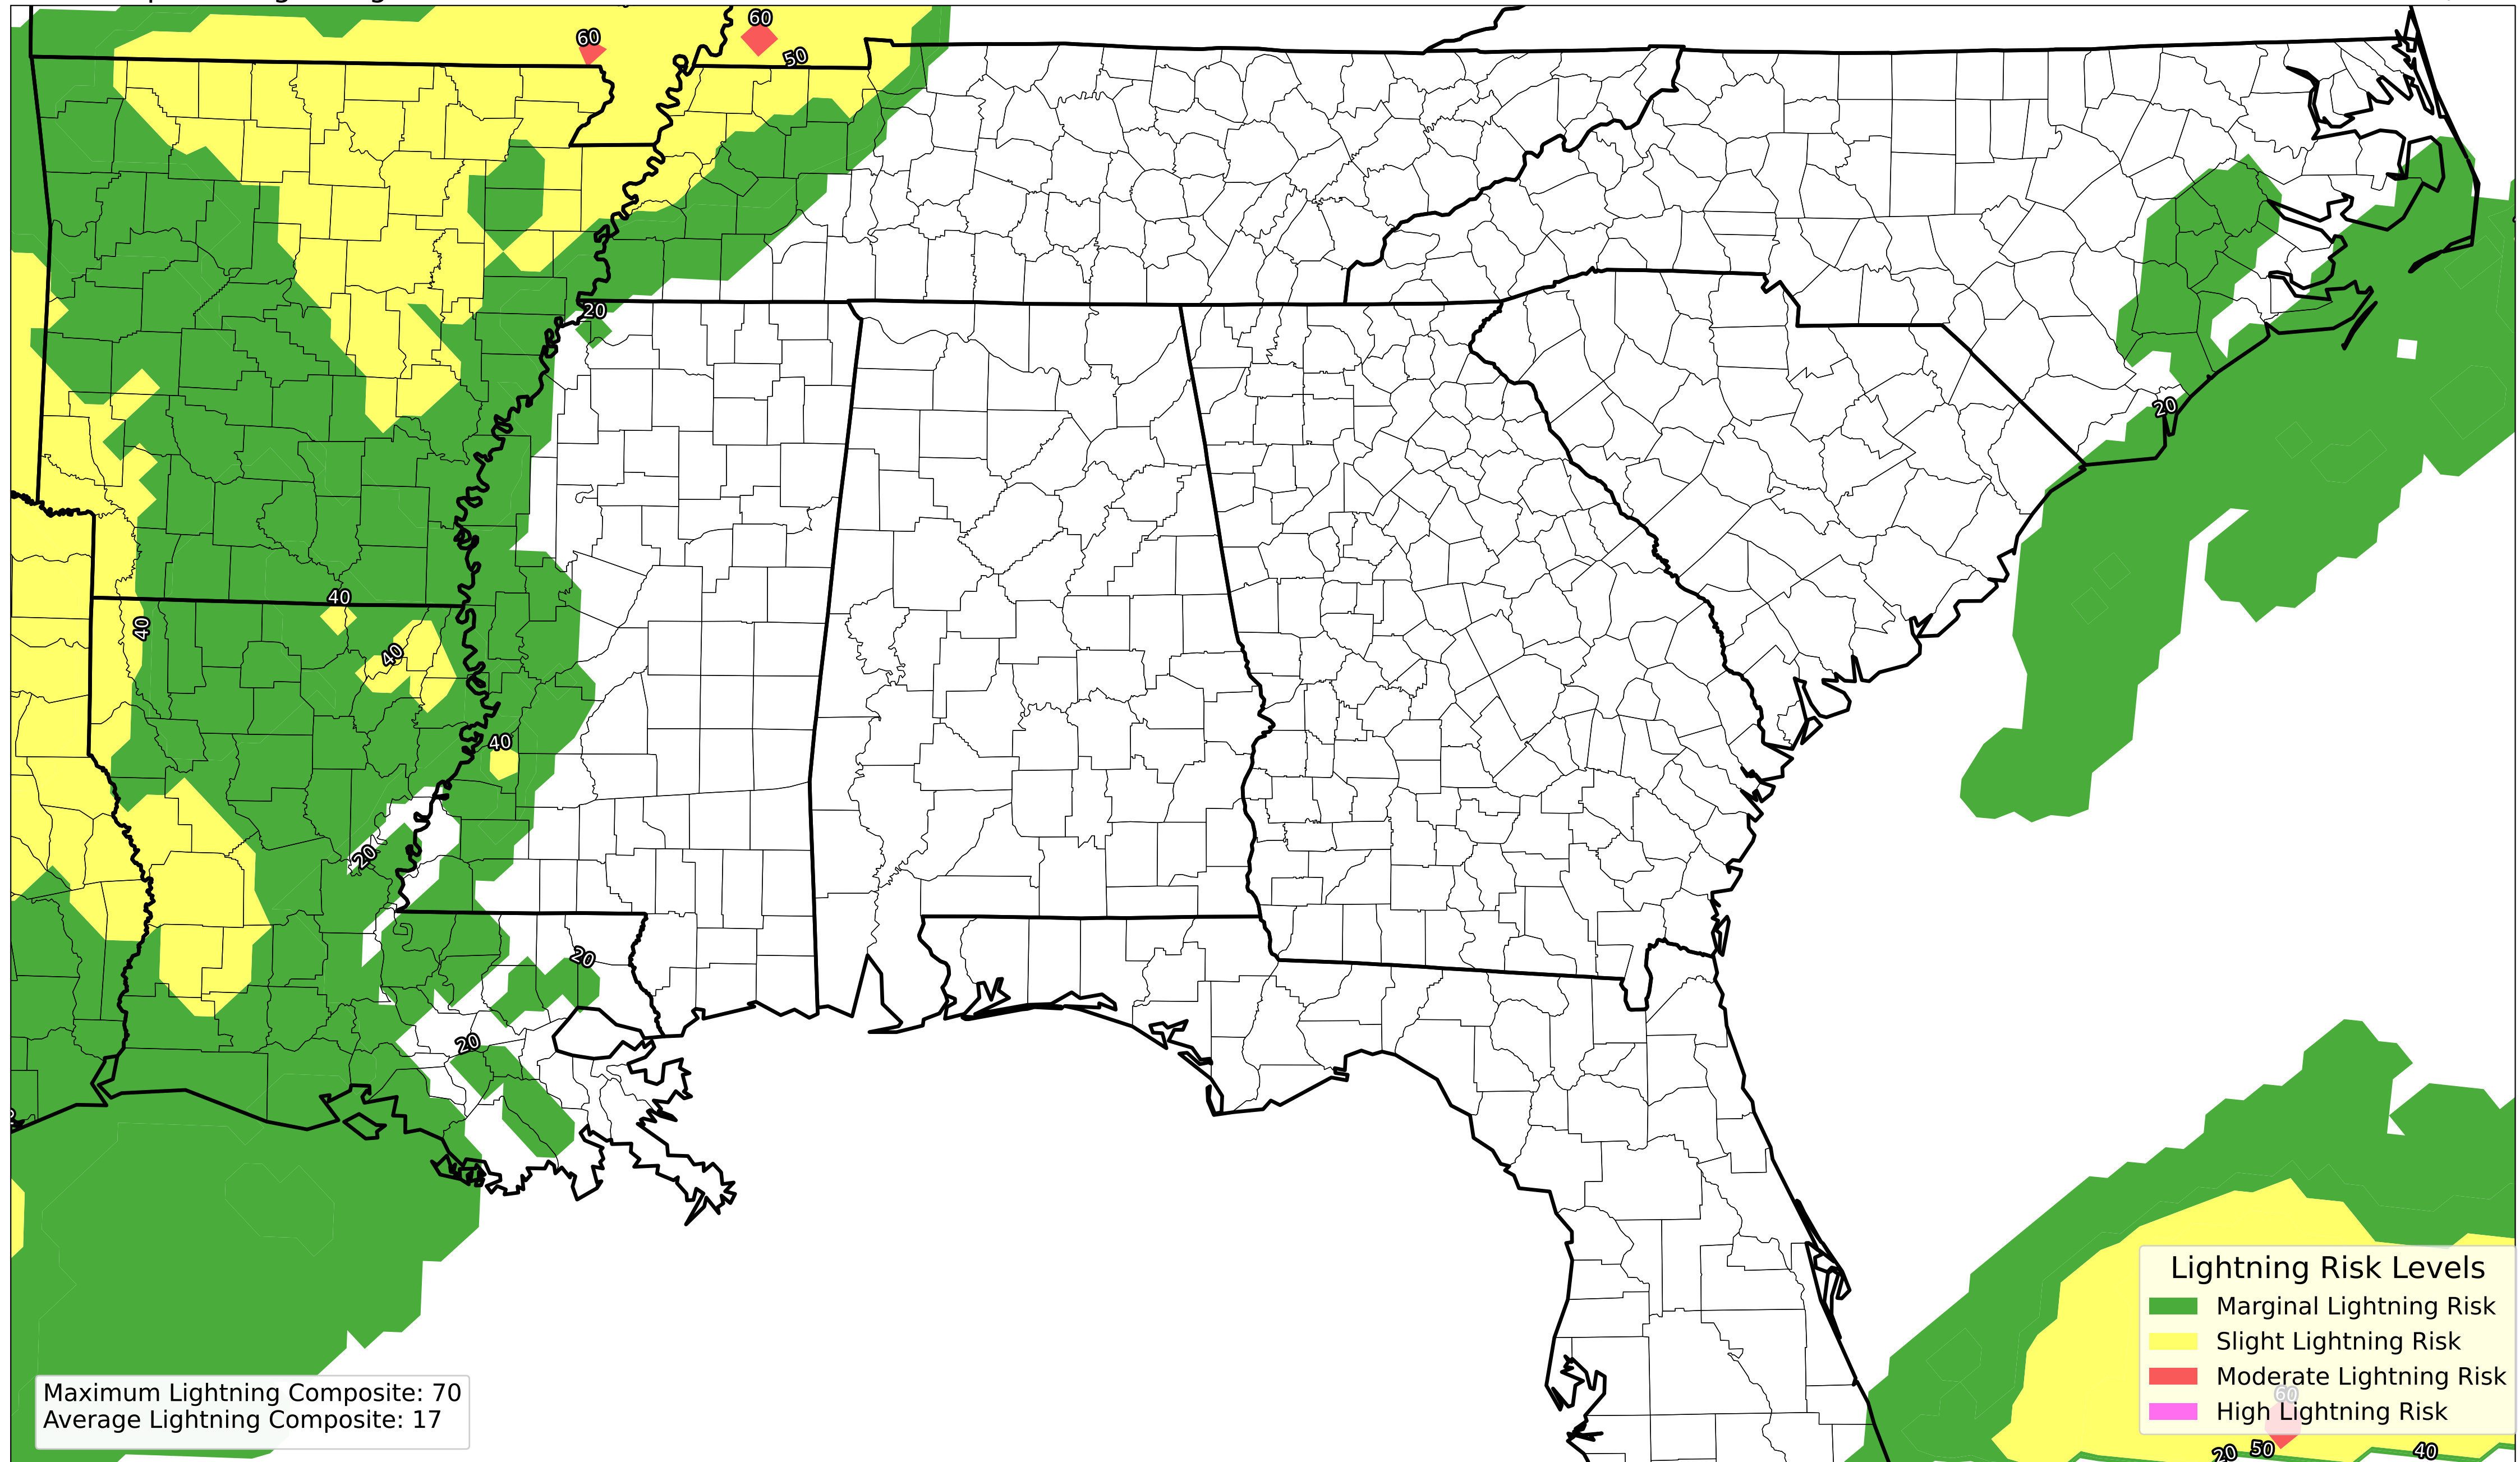 60
60
50
20
20
40
40
40
40
20
20
20
Lightning Risk Levels
Marginal Lightning Risk
Slight Lightning Risk
Moderate Lightning Risk
High Lightning Risk
Maximum Lightning Composite: 70
Average Lightning Composite: 17
60
20
50
40